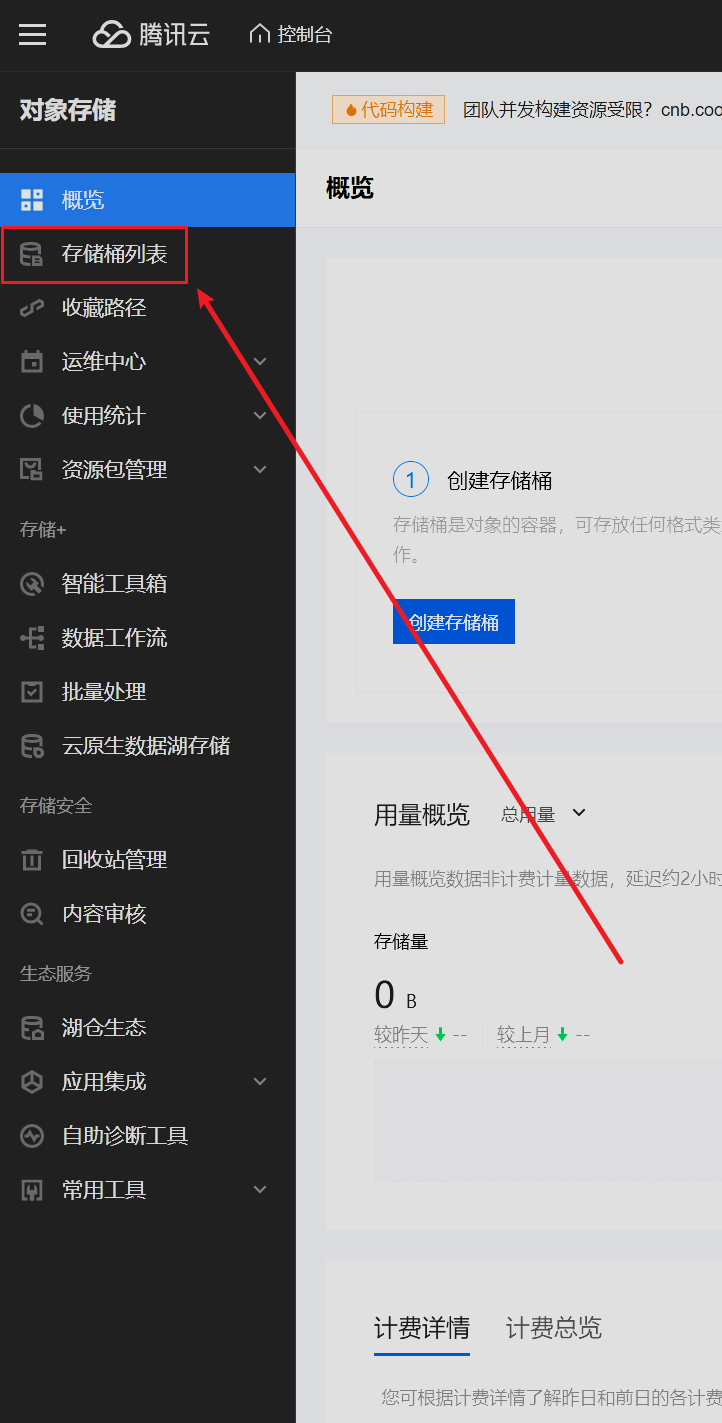 腾讯云 控制台
对象存储
代码构建 团队并发构建资源受限？cnb.coo
概览
概览
存储桶列表
收藏路径
运维中心
使用统计
资源包管理
1 创建存储桶
存储桶是对象的容器，可存放任何格式类
作。
创建存储桶
存储+
智能工具箱
数据工作流
批量处理
云原生数据湖存储
存储安全
回收站管理
内容审核
生态服务
湖仓生态
应用集成
自助诊断工具
常用工具
用量概览 总用量
用量概览数据非计费计量数据，延迟约2小时
存储量
0 B
较昨天 -- 较上月 --
计费详情 计费总览
您可根据计费详情了解昨日和前日的各计费